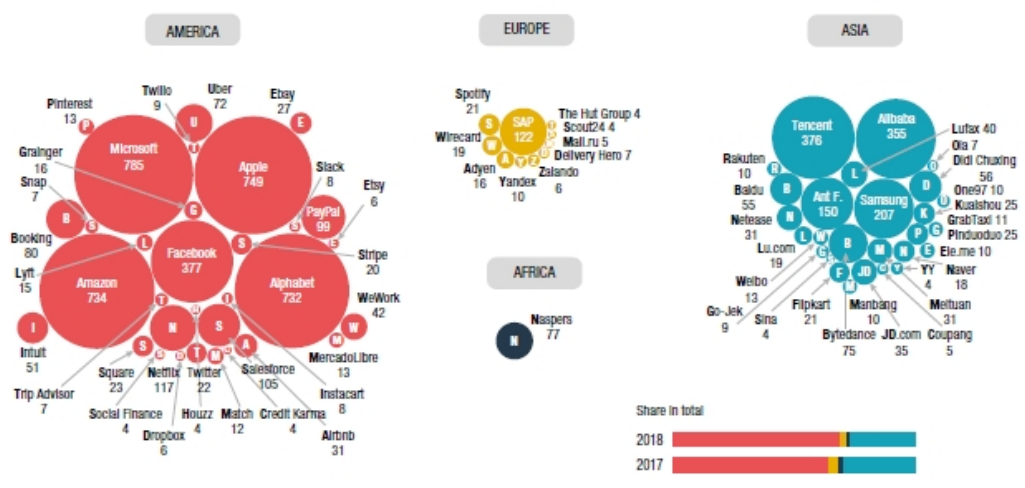 AMERICA
EUROPE
ASIA
Twilio
9
Uber
72
Ebay
27
Pinterest
13
P
U
E
Microsoft
785
Apple
749
Grainger
16
Snap
7
Slack
8
Etsy
6
G
S
S
PayPal
99
E
B
Booking
80
Lyft
15
L
Facebook
377
S
Stripe
20
Amazon
734
Alphabet
732
WeWork
42
T
I
I
Intuit
51
N
S
W
M
S
T
M
A
Square
23
Netflix
117
Twitter
22
Salesforce
105
MercadoLibre
13
Trip Advisor
7
Instacart
8
Social Finance
4
Houzz
4
Match
12
Credit Karma
4
Dropbox
6
Airbnb
31
Spotify
21
SAP
122
The Hut Group 4
Scout24 4
Mail.ru 5
Delivery Hero 7
Wirecard
19
S
W
A
Y
Z
Adyen
16
Yandex
10
Zalando
6
AFRICA
N
Naspers
77
Tencent
376
Alibaba
355
Lufax 40
Ola 7
Didi Chuxing
56
One97 10
Kuaishou 25
GrabTaxi 11
Pinduoduo 25
Ele.me 10
Rakuten
10
R
L
O
Baidu
55
B
Ant F.
150
Samsung
207
D
O
K
Netease
31
N
P
G
L
W
B
M
N
E
G
Lu.com
19
F
JD
Y
M
YY
4
Naver
18
Weibo
13
Go-Jek
9
Sina
4
Flipkart
21
Manbang
10
Meituan
31
Bytedance
75
JD.com
35
Coupang
5
Share in total
2018
2017